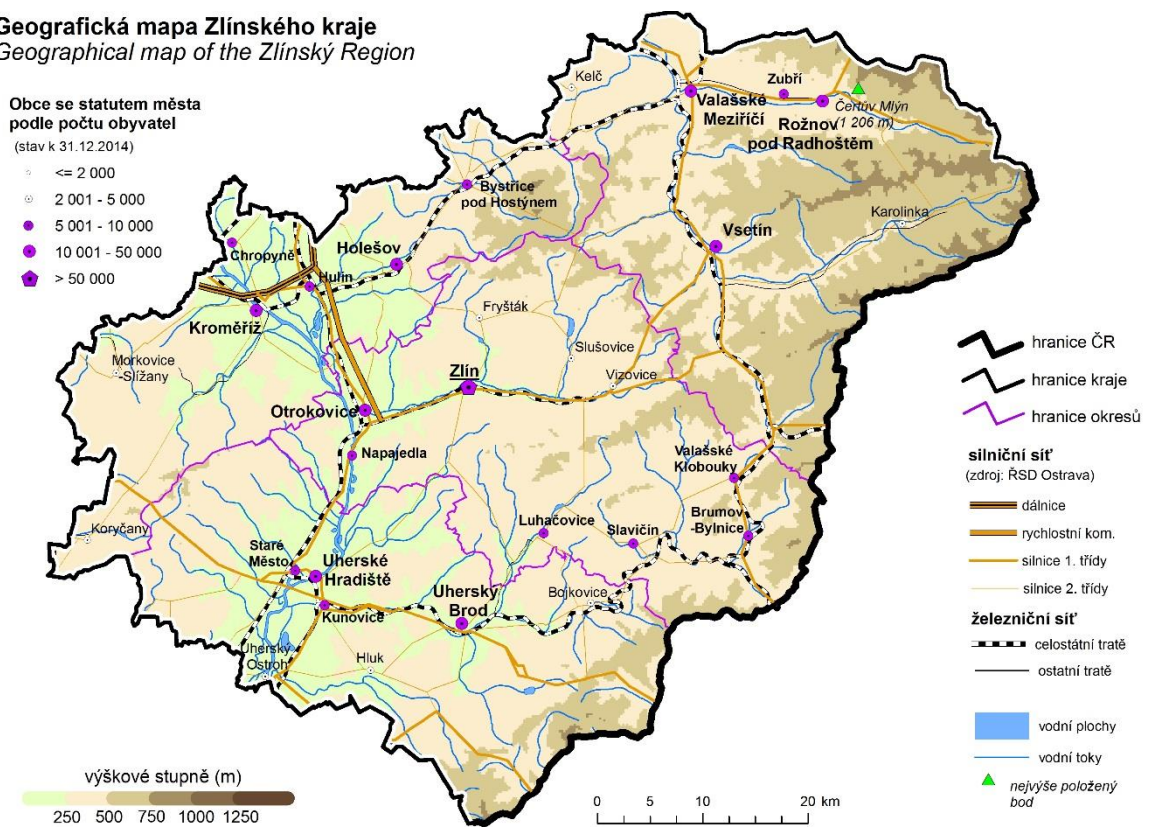 Geografická mapa Zlínského kraje
Geographical map of the Zlínský Region
Obce se statutem města
podle počtu obyvatel
(stav k 31.12.2014)
<= 2 000
2 001 - 5 000
5 001 - 10 000
10 001 - 50 000
> 50 000
Kelč
Zubří
Valašské
Meziříčí
Čertův Mlýn
(1 206 m)
Rožnov
pod Radhoštěm
Bystřice
pod Hostýnem
Karolinka
Vsetín
Holešov
Chropyně
Hulín
Kroměříž
Fryšták
Slušovice
Morkovice
-Slížany
Zlín
Vizovice
Otrokovice
Napajedla
Valašské
Klobouky
Brumov
-Bylnice
Koryčany
Luhačovice
Slavičín
Staré
Město
Uherské
Hradiště
Uherský
Brod
Bojkovice
Kunovice
Uherský
Ostroh
Hluk
hranice ČR
hranice kraje
hranice okresů
silniční síť
(zdroj: ŘSD Ostrava)
dálnice
rychlostní kom.
silnice 1. třídy
silnice 2. třídy
železniční síť
celostátní tratě
ostatní tratě
vodní plochy
vodní toky
nejvýše položený
bod
výškové stupně (m)
250 500 750 1000 1250
0 5 10 20 km